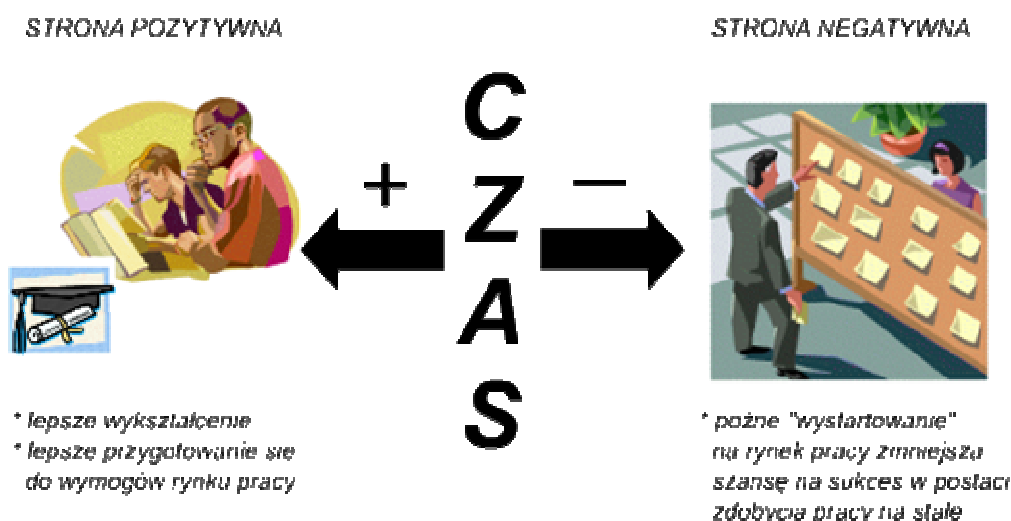 STRONA POZYTYWNA
STRONA NEGATYWNA
C
Z
A
S
+
–
* lepsze wykształcenie
* lepsze przygotowanie się
do wymogów rynku pracy
* późne "wystartowanie"
na rynek pracy zmniejsza
szansę na sukces w postaci
zdobycia pracy na stałe